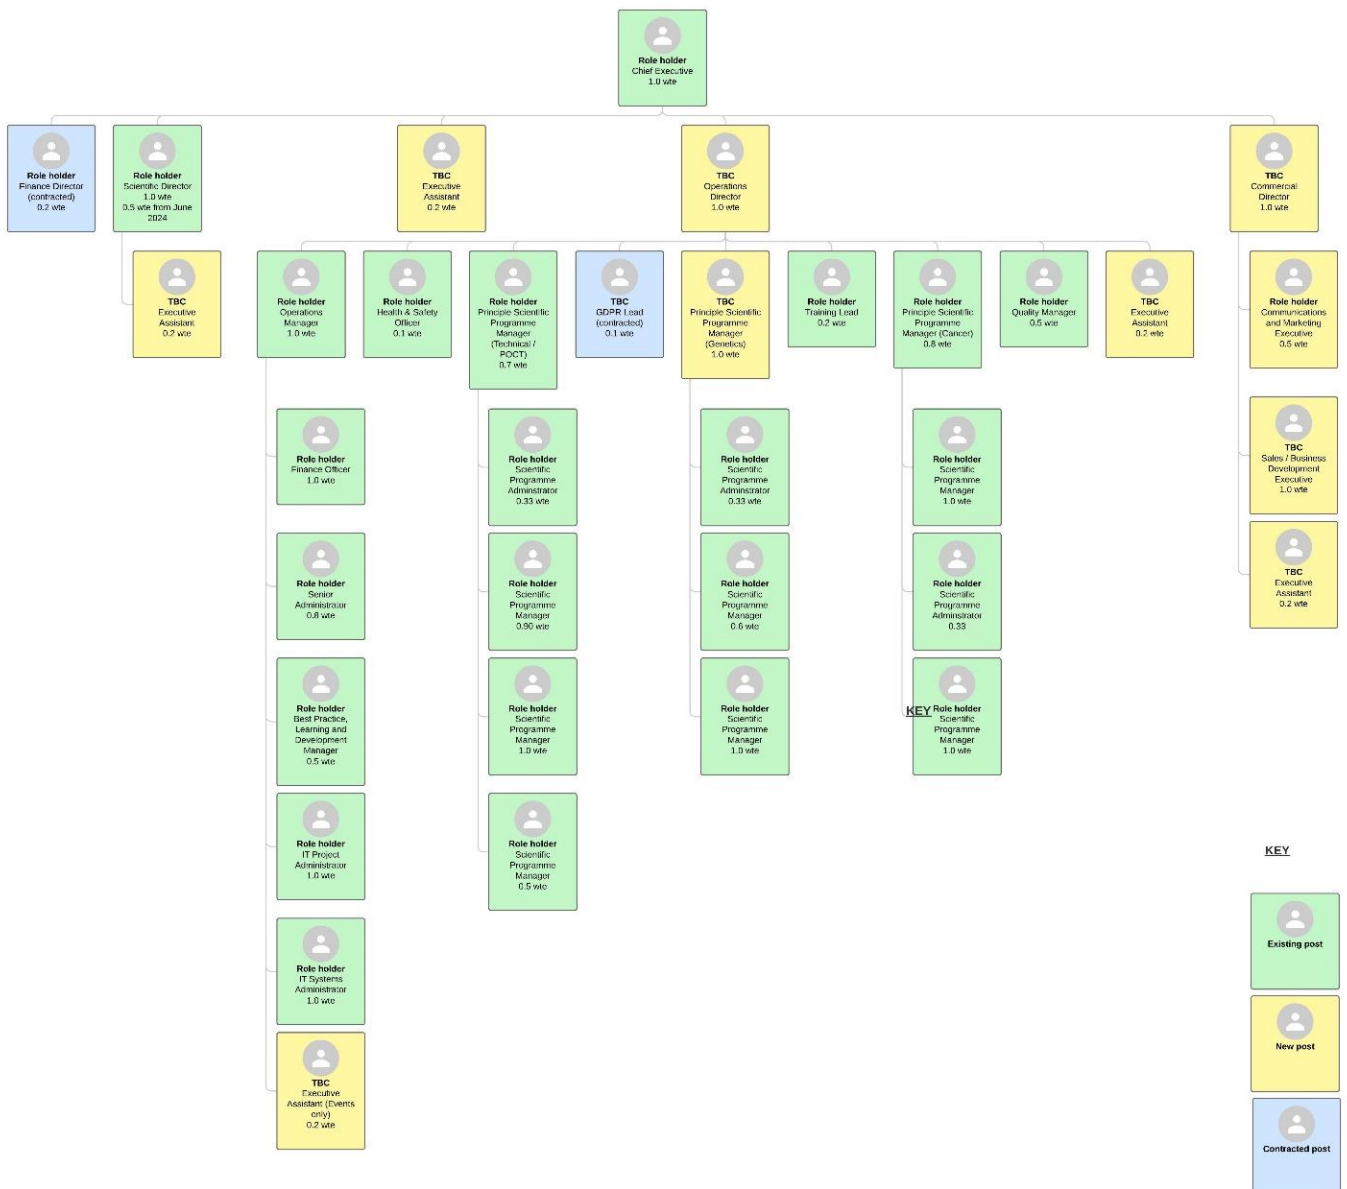 Role holder
Chief Executive
1.0 wte
Role holder
Finance Director
(contracted)
0.2 wte
Role holder
Scientific Director
1.0 wte
0.5 wte from June
2024
TBC
Executive
Assistant
0.2 wte
TBC
Operations
Director
1.0 wte
TBC
Commercial
Director
1.0 wte
TBC
Executive
Assistant
0.2 wte
Role holder
Operations
Manager
1.0 wte
Role holder
Health & Safety
Officer
0.1 wte
Role holder
Principle Scientific
Programme
Manager
(Technical /
POCT)
0.7 wte
TBC
GDPR Lead
(contracted)
0.1 wte
TBC
Principle Scientific
Programme
Manager
(Genetics)
1.0 wte
Role holder
Training Lead
0.2 wte
Role holder
Principle Scientific
Programme
Manager (Cancer)
0.8 wte
Role holder
Quality Manager
0.5 wte
TBC
Executive
Assistant
0.2 wte
Role holder
Communications
and Marketing
Executive
0.5 wte
Role holder
Finance Officer
1.0 wte
Role holder
Scientific
Programme
Adminstrator
0.33 wte
Role holder
Scientific
Programme
Adminstrator
0.33 wte
Role holder
Scientific
Programme
Manager
1.0 wte
TBC
Sales / Business
Development
Executive
1.0 wte
Role holder
Senior
Administrator
0.8 wte
Role holder
Scientific
Programme
Manager
0.90 wte
Role holder
Scientific
Programme
Manager
0.6 wte
Role holder
Scientific
Programme
Adminstrator
0.33
TBC
Executive
Assistant
0.2 wte
Role holder
Best Practice,
Learning and
Development
Manager
0.5 wte
Role holder
Scientific
Programme
Manager
1.0 wte
Role holder
Scientific
Programme
Manager
1.0 wte
KEY
Role holder
Scientific
Programme
Manager
1.0 wte
Role holder
IT Project
Administrator
1.0 wte
Role holder
Scientific
Programme
Manager
0.5 wte
Role holder
IT Systems
Administrator
1.0 wte
TBC
Executive
Assistant (Events
only)
0.2 wte
KEY
Existing post
New post
Contracted post